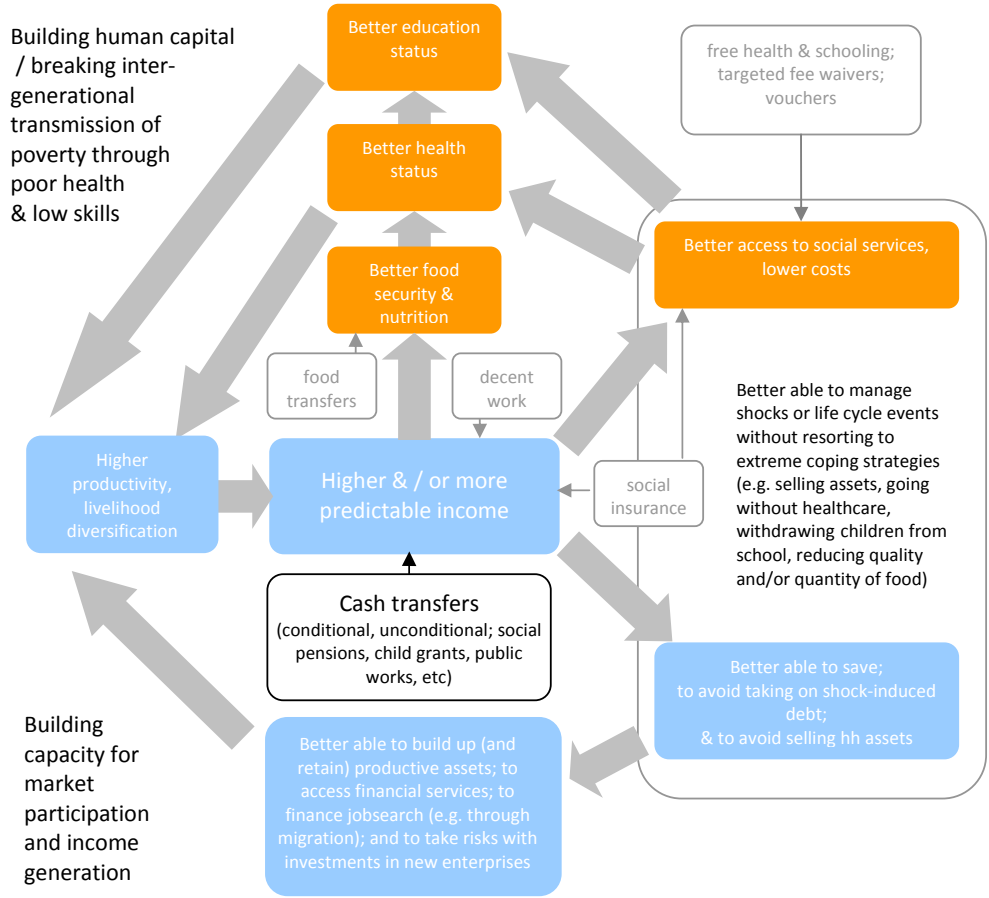 Building human capital
/ breaking inter-
generational
transmission of
poverty through
poor health
& low skills
Better education
status
free health & schooling;
targeted fee waivers;
vouchers
Better health
status
Better access to social services,
lower costs
Better food
security &
nutrition
food
transfers
decent
work
Better able to manage
shocks or life cycle events
without resorting to
extreme coping strategies
(e.g. selling assets, going
without healthcare,
withdrawing children from
school, reducing quality
and/or quantity of food)
Higher
productivity,
livelihood
diversification
Higher & / or more
predictable income
social
insurance
Cash transfers
(conditional, unconditional; social
pensions, child grants, public
works, etc)
Better able to save;
to avoid taking on shock-induced
debt;
& to avoid selling hh assets
Building
capacity for
market
participation
and income
generation
Better able to build up (and
retain) productive assets; to
access financial services; to
finance jobsearch (e.g. through
migration); and to take risks with
investments in new enterprises